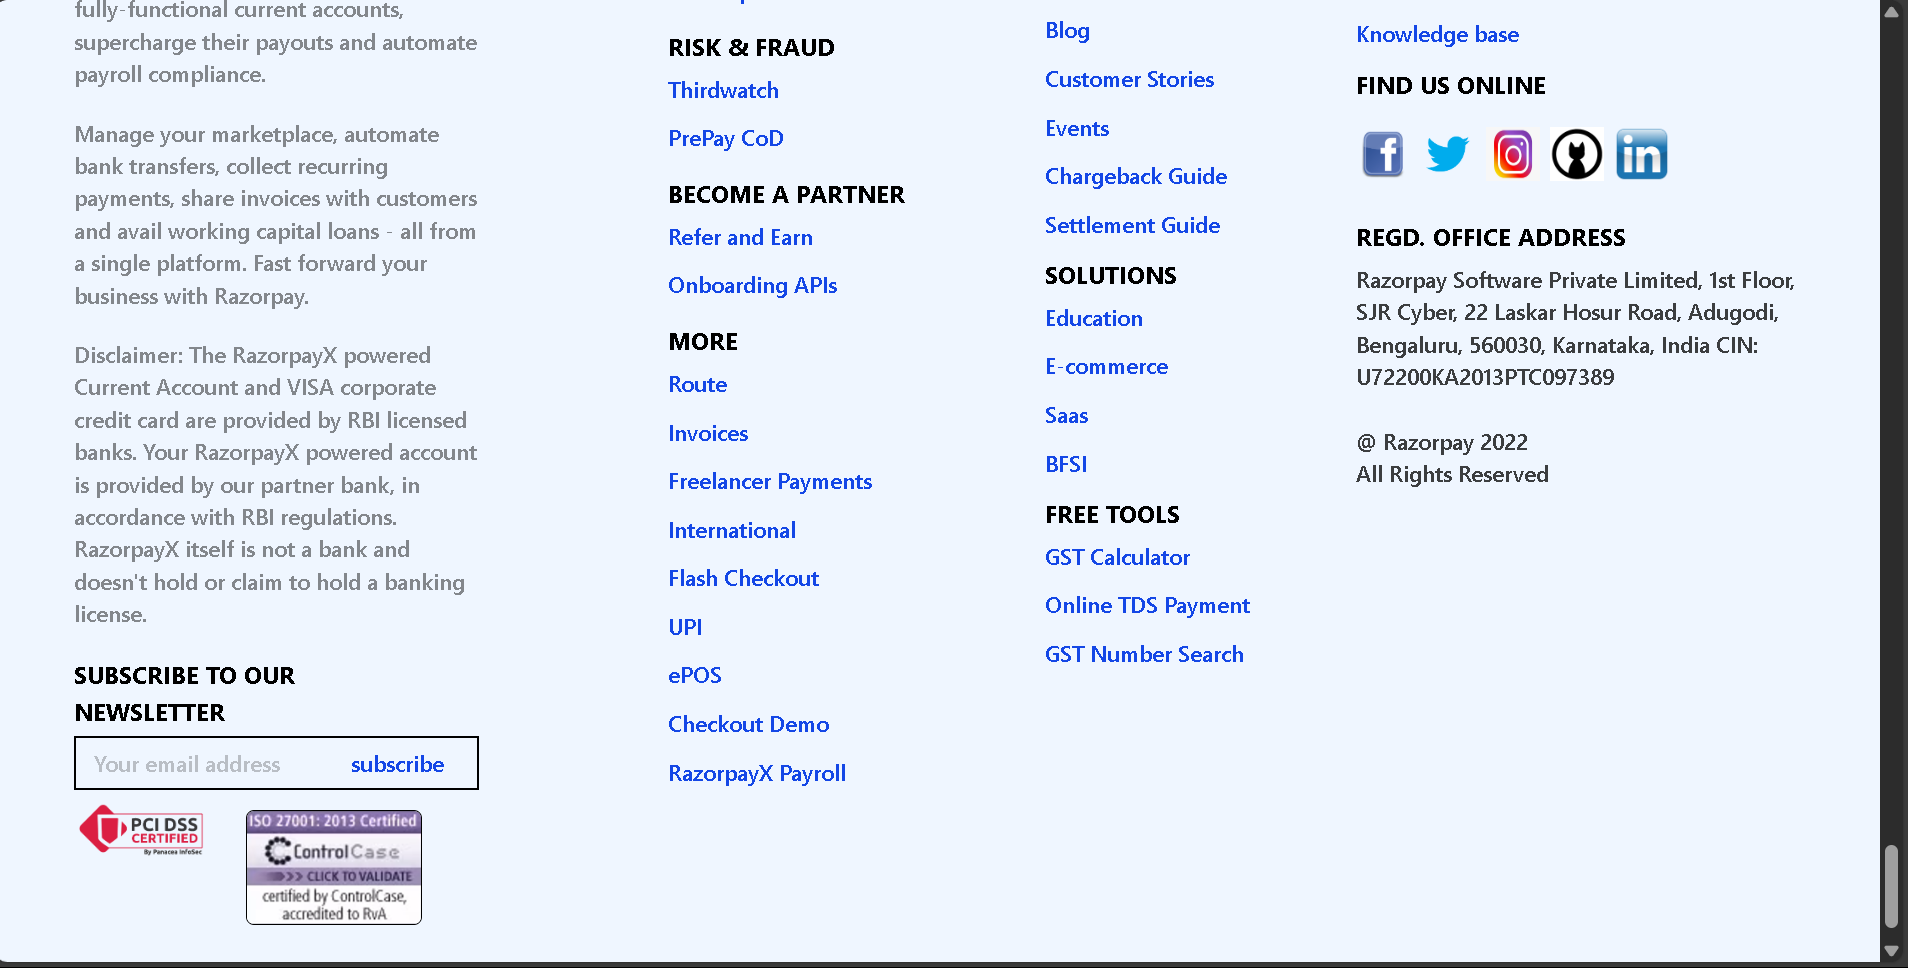 fully-functional current accounts,
supercharge their payouts and automate
payroll compliance.
Manage your marketplace, automate
bank transfers, collect recurring
payments, share invoices with customers
and avail working capital loans - all from
a single platform. Fast forward your
business with Razorpay.
Disclaimer: The RazorpayX powered
Current Account and VISA corporate
credit card are provided by RBI licensed
banks. Your RazorpayX powered account
is provided by our partner bank, in
accordance with RBI regulations.
RazorpayX itself is not a bank and
doesn't hold or claim to hold a banking
license.
SUBSCRIBE TO OUR
NEWSLETTER
Your email address subscribe
PCI DSS
CERTIFIED
By Panacea InfoSec
ISO 27001: 2013 Certified
ControlCase
>>> CLICK TO VALIDATE
certified by ControlCase,
accredited to RvA
RISK & FRAUD
Thirdwatch
PrePay CoD
BECOME A PARTNER
Refer and Earn
Onboarding APIs
MORE
Route
Invoices
Freelancer Payments
International
Flash Checkout
UPI
ePOS
Checkout Demo
RazorpayX Payroll
Blog
Customer Stories
Events
Chargeback Guide
Settlement Guide
SOLUTIONS
Education
E-commerce
Saas
BFSI
FREE TOOLS
GST Calculator
Online TDS Payment
GST Number Search
Knowledge base
FIND US ONLINE
f
in
REGD. OFFICE ADDRESS
Razorpay Software Private Limited, 1st Floor,
SJR Cyber, 22 Laskar Hosur Road, Adugodi,
Bengaluru, 560030, Karnataka, India CIN:
U72200KA2013PTC097389
@ Razorpay 2022
All Rights Reserved